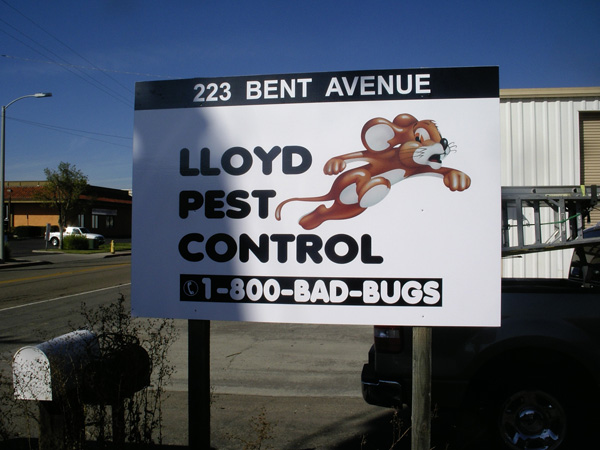 223 BENT AVENUE
LLOYD
PEST
CONTROL
1-800-BAD-BUGS